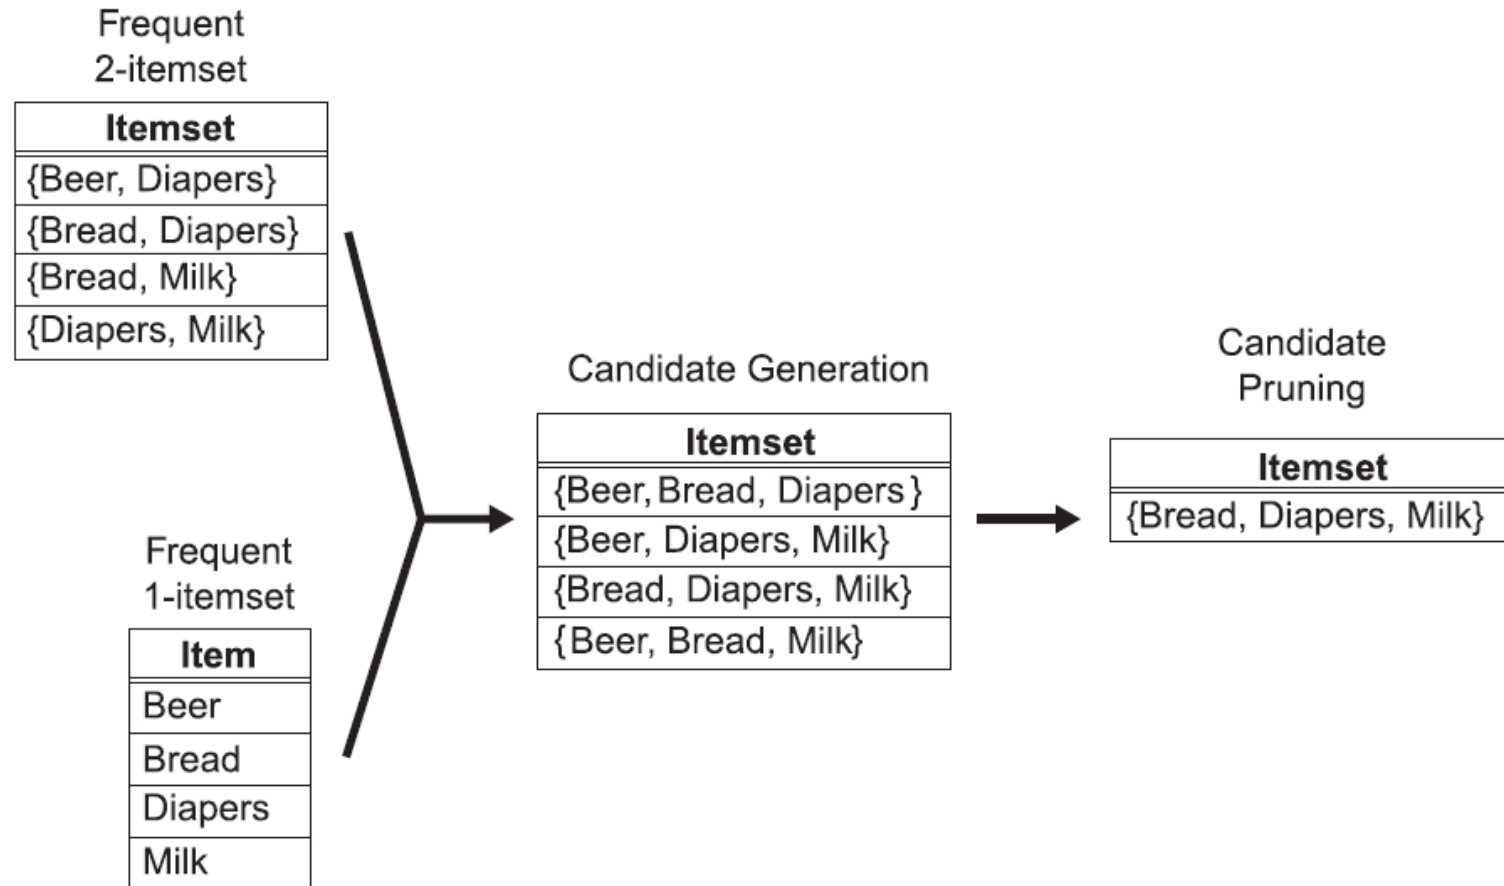 Frequent
2-itemset
Itemset
{Beer, Diapers}
{Bread, Diapers}
{Bread, Milk}
{Diapers, Milk}
Frequent
1-itemset
Item
Beer
Bread
Diapers
Milk
Candidate Generation
Itemset
{Beer, Bread, Diapers}
{Beer, Diapers, Milk}
{Bread, Diapers, Milk}
{Beer, Bread, Milk}
Candidate
Pruning
Itemset
{Bread, Diapers, Milk}